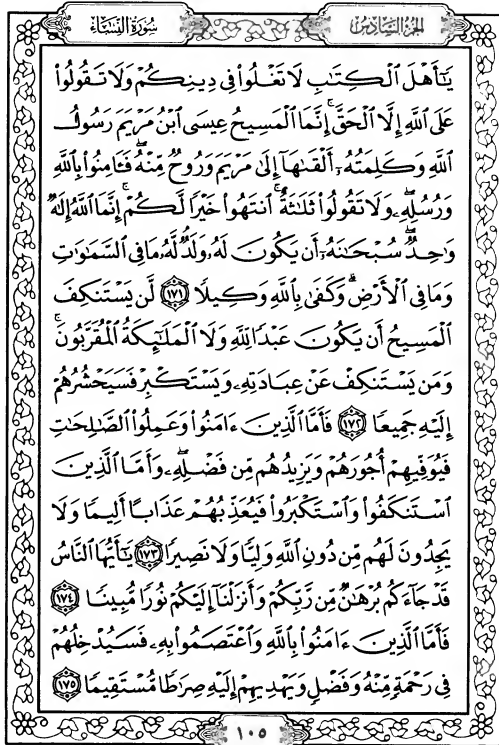 الجزء السادس
سورة النساء
يَـٰٓأَهْلَ ٱلْكِتَـٰبِ لَا تَغْلُوا۟ فِى دِينِكُمْ وَلَا تَقُولُوا۟
عَلَى ٱللَّهِ إِلَّا ٱلْحَقَّ ۚ إِنَّمَا ٱلْمَسِيحُ عِيسَى ٱبْنُ مَرْيَمَ رَسُولُ
ٱللَّهِ وَكَلِمَتُهُۥٓ أَلْقَىٰهَآ إِلَىٰ مَرْيَمَ وَرُوحٌ مِّنْهُ ۖ فَـَٔامِنُوا۟ بِٱللَّهِ
وَرُسُلِهِۦ ۖ وَلَا تَقُولُوا۟ ثَلَـٰثَةٌ ۚ ٱنتَهُوا۟ خَيْرًا لَّكُمْ ۚ إِنَّمَا ٱللَّهُ إِلَـٰهٌ
وَٰحِدٌ ۖ سُبْحَـٰنَهُۥٓ أَن يَكُونَ لَهُۥ وَلَدٌ ۘ لَّهُۥ مَا فِى ٱلسَّمَـٰوَٰتِ
وَمَا فِى ٱلْأَرْضِ ۗ وَكَفَىٰ بِٱللَّهِ وَكِيلًا ١٧١ لَّن يَسْتَنكِفَ
ٱلْمَسِيحُ أَن يَكُونَ عَبْدًا لِّلَّهِ وَلَا ٱلْمَلَـٰٓئِكَةُ ٱلْمُقَرَّبُونَ ۚ
وَمَن يَسْتَنكِفْ عَنْ عِبَادَتِهِۦ وَيَسْتَكْبِرْ فَسَيَحْشُرُهُمْ
إِلَيْهِ جَمِيعًا ١٧٢ فَأَمَّا ٱلَّذِينَ ءَامَنُوا۟ وَعَمِلُوا۟ ٱلصَّـٰلِحَـٰتِ
فَيُوَفِّيهِمْ أُجُورَهُمْ وَيَزِيدُهُم مِّن فَضْلِهِۦ ۖ وَأَمَّا ٱلَّذِينَ
ٱسْتَنكَفُوا۟ وَٱسْتَكْبَرُوا۟ فَيُعَذِّبُهُمْ عَذَابًا أَلِيمًا وَلَا
يَجِدُونَ لَهُم مِّن دُونِ ٱللَّهِ وَلِيًّا وَلَا نَصِيرًا ١٧٣ يَـٰٓأَيُّهَا ٱلنَّاسُ
قَدْ جَآءَكُم بُرْهَـٰنٌ مِّن رَّبِّكُمْ وَأَنزَلْنَآ إِلَيْكُمْ نُورًا مُّبِينًا ١٧٤
فَأَمَّا ٱلَّذِينَ ءَامَنُوا۟ بِٱللَّهِ وَٱعْتَصَمُوا۟ بِهِۦ فَسَيُدْخِلُهُمْ
فِى رَحْمَةٍ مِّنْهُ وَفَضْلٍ وَيَهْدِيهِمْ إِلَيْهِ صِرَٰطًا مُّسْتَقِيمًا ١٧٥
١٠٥